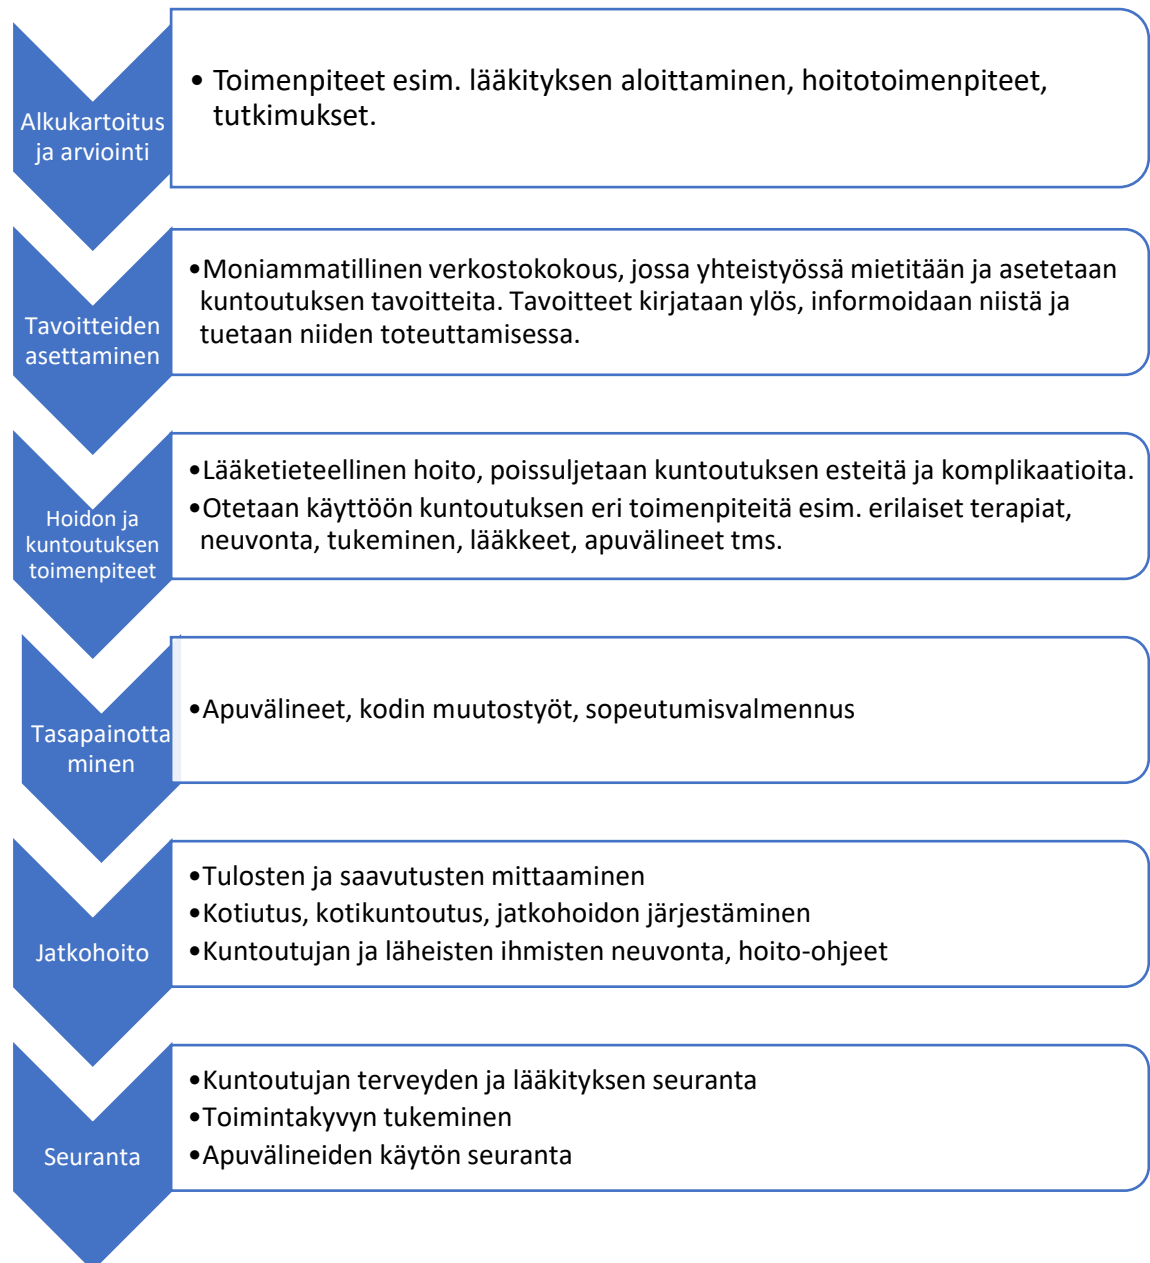 Alkukartoitus
ja arviointi
• Toimenpiteet esim. lääkityksen aloittaminen, hoitotoimenpiteet,
tutkimukset.
Tavoitteiden
asettaminen
•Moniammatillinen verkostokokous, jossa yhteistyössä mietitään ja asetetaan
kuntoutuksen tavoitteita. Tavoitteet kirjataan ylös, informoidaan niistä ja
tuetaan niiden toteuttamisessa.
Hoidon ja
kuntoutuksen
toimenpiteet
•Lääketieteellinen hoito, poissuljetaan kuntoutuksen esteitä ja komplikaatioita.
•Otetaan käyttöön kuntoutuksen eri toimenpiteitä esim. erilaiset terapiat,
neuvonta, tukeminen, lääkkeet, apuvälineet tms.
Tasapainotta
minen
•Apuvälineet, kodin muutostyöt, sopeutumisvalmennus
Jatkohoito
•Tulosten ja saavutusten mittaaminen
•Kotiutus, kotikuntoutus, jatkohoidon järjestäminen
•Kuntoutujan ja läheisten ihmisten neuvonta, hoito-ohjeet
Seuranta
•Kuntoutujan terveyden ja lääkityksen seuranta
•Toimintakyvyn tukeminen
•Apuvälineiden käytön seuranta